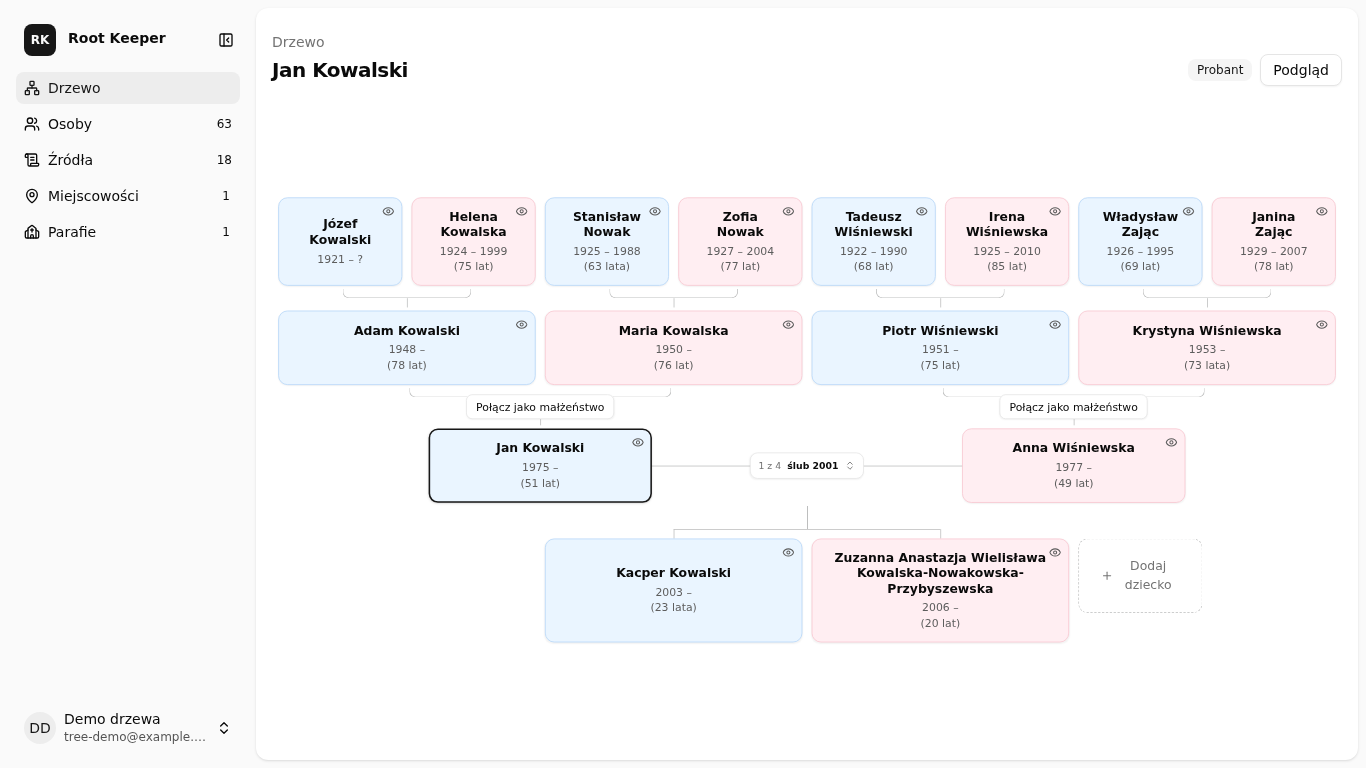 RK
Root Keeper
Drzewo
Osoby 63
Źródła 18
Miejscowości 1
Parafie 1
DD
Demo drzewa
tree-demo@example.…
Drzewo
Jan Kowalski
Probant
Podgląd
Józef
Kowalski
1921 – ?
Helena
Kowalska
1924 – 1999
(75 lat)
Stanisław
Nowak
1925 – 1988
(63 lata)
Zofia
Nowak
1927 – 2004
(77 lat)
Tadeusz
Wiśniewski
1922 – 1990
(68 lat)
Irena
Wiśniewska
1925 – 2010
(85 lat)
Władysław
Zając
1926 – 1995
(69 lat)
Janina
Zając
1929 – 2007
(78 lat)
Adam Kowalski
1948 –
(78 lat)
Maria Kowalska
1950 –
(76 lat)
Piotr Wiśniewski
1951 –
(75 lat)
Krystyna Wiśniewska
1953 –
(73 lata)
Połącz jako małżeństwo
Połącz jako małżeństwo
Jan Kowalski
1975 –
(51 lat)
1 z 4 ślub 2001
Anna Wiśniewska
1977 –
(49 lat)
Kacper Kowalski
2003 –
(23 lata)
Zuzanna Anastazja Wielisława
Kowalska-Nowakowska-
Przybyszewska
2006 –
(20 lat)
+ Dodaj
dziecko